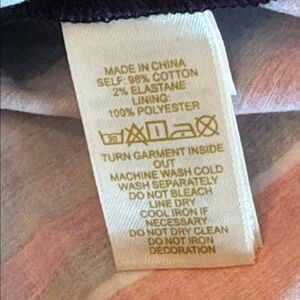 MADE IN CHINA
SELF: 98% COTTON
2% ELASTANE
LINING:
100% POLYESTER
30
TURN GARMENT INSIDE
OUT
MACHINE WASH COLD
WASH SEPARATELY
DO NOT BLEACH
LINE DRY
COOL IRON IF
NECESSARY
DO NOT DRY CLEAN
DO NOT IRON
DECORATION